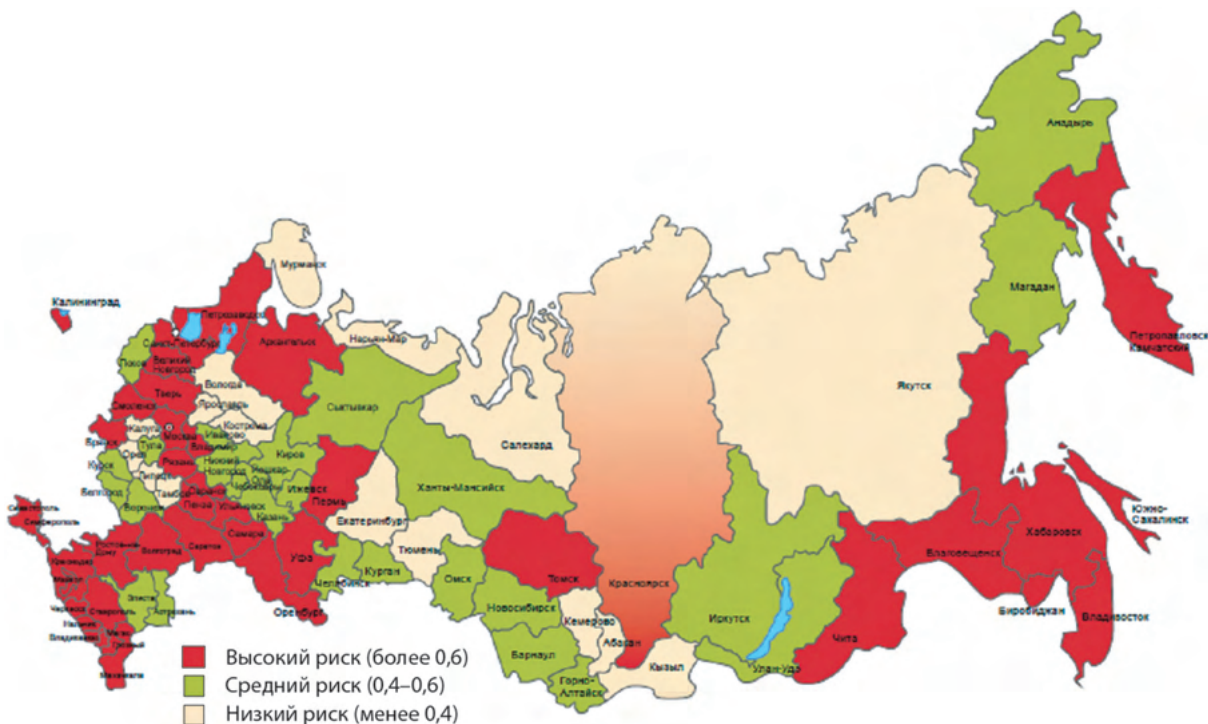 Анадырь
Мурманск
Магадан
Калининград
Петрозаводск
Нарьян-Мар
Санкт-Петербург
Архангельск
Петропавловск
Камчатский
Псков
Великий
Новгород
Вологда
Якутск
Тверь
Ярославль
Сыктывкар
Смоленск
Кострома
Калуга
Москва
Иваново
Салехард
Брянск
Тула
Владимир
Киров
Орел
Рязань
Нижний
Новгород
Йошкар-
Ола
Курск
Липецк
Чебоксары
Ижевск
Ханты-Мансийск
Белгород
Тамбов
Саранск
Пермь
Воронеж
Пенза
Ульяновск
Казань
Севастополь
Симферополь
Екатеринбург
Южно-
Сахалинск
Самара
Хабаровск
Ростов-на-
Дону
Волгоград
Саратов
Уфа
Тюмень
Благовещенск
Краснодар
Курган
Томск
Красноярск
Майкоп
Челябинск
Омск
Элиста
Новосибирск
Биробиджан
Черкесск
Ставрополь
Астрахань
Оренбург
Кемерово
Иркутск
Владивосток
Нальчик
Абакан
Чита
Владикавказ
Магас
Грозный
Барнаул
Кызыл
Улан-Удэ
Махачкала
Горно-
Алтайск
Высокий риск (более 0,6)
Средний риск (0,4–0,6)
Низкий риск (менее 0,4)